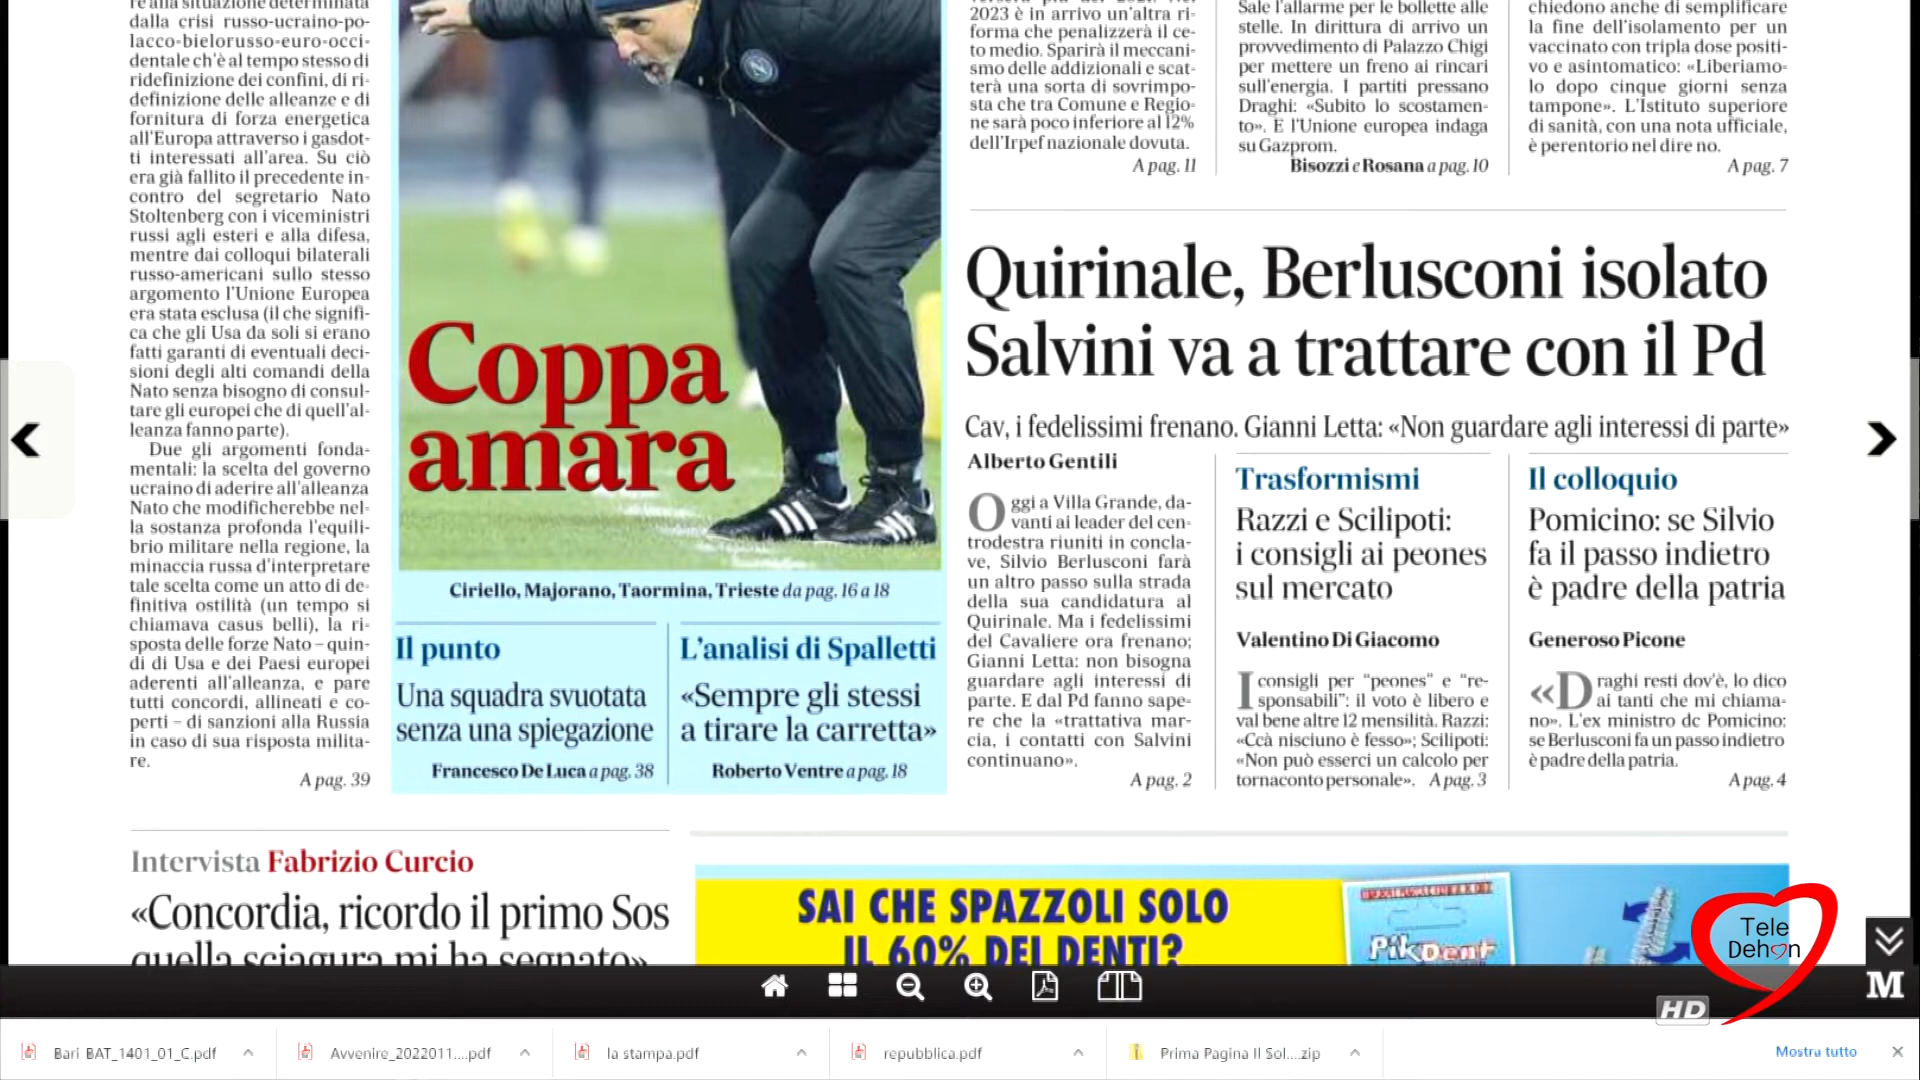 re alla situazione determinata
dalla crisi russo-ucraino-po-
lacco-bielorusso-euro-occi-
dentale ch'è al tempo stesso di
ridefinizione dei confini, di ri-
definizione delle alleanze e di
fornitura di forza energetica
all'Europa attraverso i gasdot-
ti interessati all'area. Su ciò
era già fallito il precedente in-
contro del segretario Nato
Stoltenberg con i viceministri
russi agli esteri e alla difesa,
mentre dai colloqui bilaterali
russo-americani sullo stesso
argomento l'Unione Europea
era stata esclusa (il che signifi-
ca che gli Usa da soli si erano
fatti garanti di eventuali deci-
sioni degli alti comandi della
Nato senza bisogno di consul-
tare gli europei che di quell'al-
leanza fanno parte).
Due gli argomenti fonda-
mentali: la scelta del governo
ucraino di aderire all'alleanza
Nato che modificherebbe nel-
la sostanza profonda l'equili-
brio militare nella regione, la
minaccia russa d'interpretare
tale scelta come un atto di de-
finitiva ostilità (un tempo si
chiamava casus belli), la ri-
sposta delle forze Nato – quin-
di di Usa e dei Paesi europei
aderenti all'alleanza, e pare
tutti concordi, allineati e co-
perti – di sanzioni alla Russia
in caso di sua risposta milita-
re.
A pag. 39
Coppa
amara
Ciriello, Majorano, Taormina, Trieste da pag. 16 a 18
Il punto
Una squadra svuotata
senza una spiegazione
Francesco De Luca a pag. 38
L'analisi di Spalletti
«Sempre gli stessi
a tirare la carretta»
Roberto Ventre a pag. 18
2023 è in arrivo un'altra ri-
forma che penalizzerà il ce-
to medio. Sparirà il meccani-
smo delle addizionali e scat-
terà una sorta di sovrimpo-
sta che tra Comune e Regio-
ne sarà poco inferiore al 12%
dell'Irpef nazionale dovuta.
A pag. 11
Sale l'allarme per le bollette alle
stelle. In dirittura di arrivo un
provvedimento di Palazzo Chigi
per mettere un freno ai rincari
sull'energia. I partiti pressano
Draghi: «Subito lo scostamen-
to». E l'Unione europea indaga
su Gazprom.
Bisozzi e Rosana a pag. 10
chiedono anche di semplificare
la fine dell'isolamento per un
vaccinato con tripla dose positi-
vo e asintomatico: «Liberiamo-
lo dopo cinque giorni senza
tampone». L'Istituto superiore
di sanità, con una nota ufficiale,
è perentorio nel dire no.
A pag. 7
Quirinale, Berlusconi isolato
Salvini va a trattare con il Pd
Cav, i fedelissimi frenano. Gianni Letta: «Non guardare agli interessi di parte»
Alberto Gentili
Oggi a Villa Grande, da-
vanti ai leader del cen-
trodestra riuniti in concla-
ve, Silvio Berlusconi farà
un altro passo sulla strada
della sua candidatura al
Quirinale. Ma i fedelissimi
del Cavaliere ora frenano;
Gianni Letta: non bisogna
guardare agli interessi di
parte. E dal Pd fanno sape-
re che la «trattativa mar-
cia, i contatti con Salvini
continuano».
A pag. 2
Trasformismi
Razzi e Scilipoti:
i consigli ai peones
sul mercato
Valentino Di Giacomo
I consigli per “peones” e “re-
sponsabili”: il voto è libero e
val bene altre 12 mensilità. Razzi:
«Ccà nisciuno è fesso»; Scilipoti:
«Non può esserci un calcolo per
tornaconto personale». A pag. 3
Il colloquio
Pomicino: se Silvio
fa il passo indietro
è padre della patria
Generoso Picone
«Draghi resti dov'è, lo dico
ai tanti che mi chiama-
no». L'ex ministro dc Pomicino:
se Berlusconi fa un passo indietro
è padre della patria.
A pag. 4
Intervista Fabrizio Curcio
«Concordia, ricordo il primo Sos
quella sciagura mi ha segnato»
SAI CHE SPAZZOLI SOLO
IL 60% DEI DENTI?
PikDent
Tele
Dehon
HD
M
Bari BAT_1401_01_C.pdf
Avvenire_2022011....pdf
la stampa.pdf
repubblica.pdf
Prima Pagina Il Sol....zip
Mostra tutto